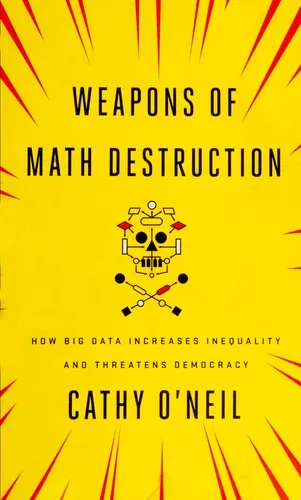 WEAPONS OF
MATH DESTRUCTION
HOW BIG DATA INCREASES INEQUALITY
AND THREATENS DEMOCRACY
CATHY O'NEIL